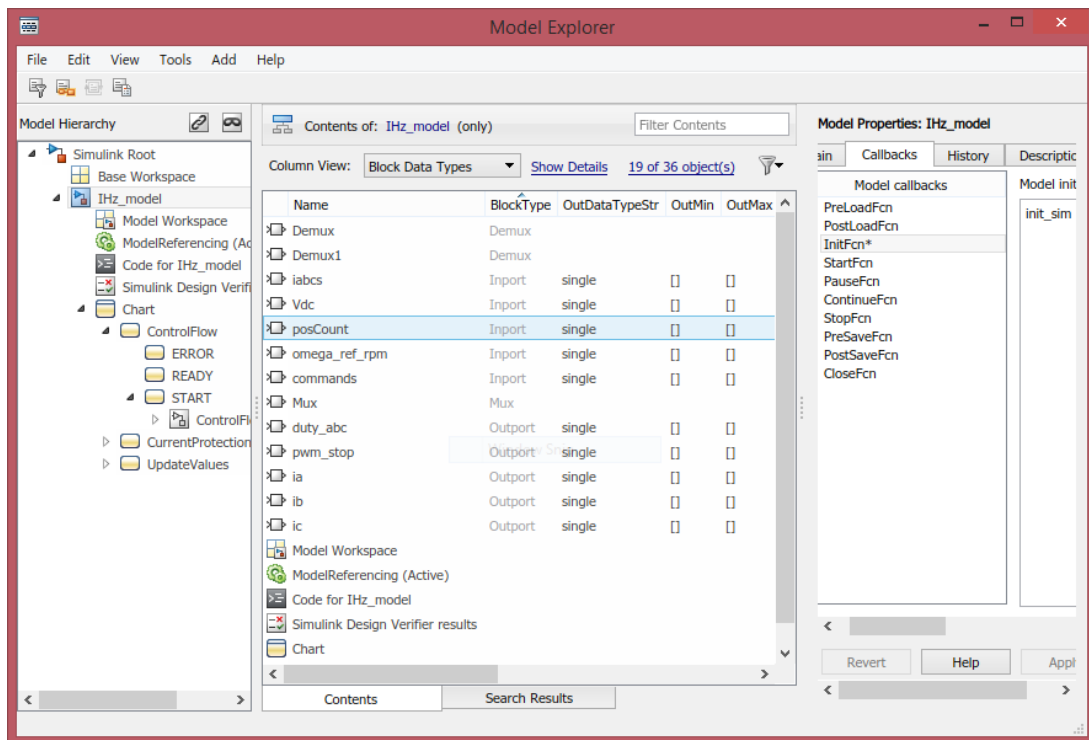 Model Explorer
File Edit View Tools Add Help
Model Hierarchy
Simulink Root
Base Workspace
IHz_model
Model Workspace
ModelReferencing (Ac
Code for IHz_model
Simulink Design Verifi
Chart
ControlFlow
ERROR
READY
START
ControlFl
CurrentProtection
UpdateValues
Contents of: IHz_model (only)
Filter Contents
Column View: Block Data Types Show Details 19 of 36 object(s)
Name BlockType OutDataTypeStr OutMin OutMax
Demux Demux
Demux1 Demux
iabcs Inport single [] []
Vdc Inport single [] []
posCount Inport single [] []
omega_ref_rpm Inport single [] []
commands Inport single [] []
Mux Mux
duty_abc Outport single [] []
pwm_stop Outport single [] []
ia Outport single [] []
ib Outport single [] []
ic Outport single [] []
Model Workspace
ModelReferencing (Active)
Code for IHz_model
Simulink Design Verifier results
Chart
Contents Search Results
Model Properties: IHz_model
ain Callbacks History Descriptic
Model callbacks
PreLoadFcn
PostLoadFcn
InitFcn*
StartFcn
PauseFcn
ContinueFcn
StopFcn
PreSaveFcn
PostSaveFcn
CloseFcn
Model init
init_sim
Revert Help Appl